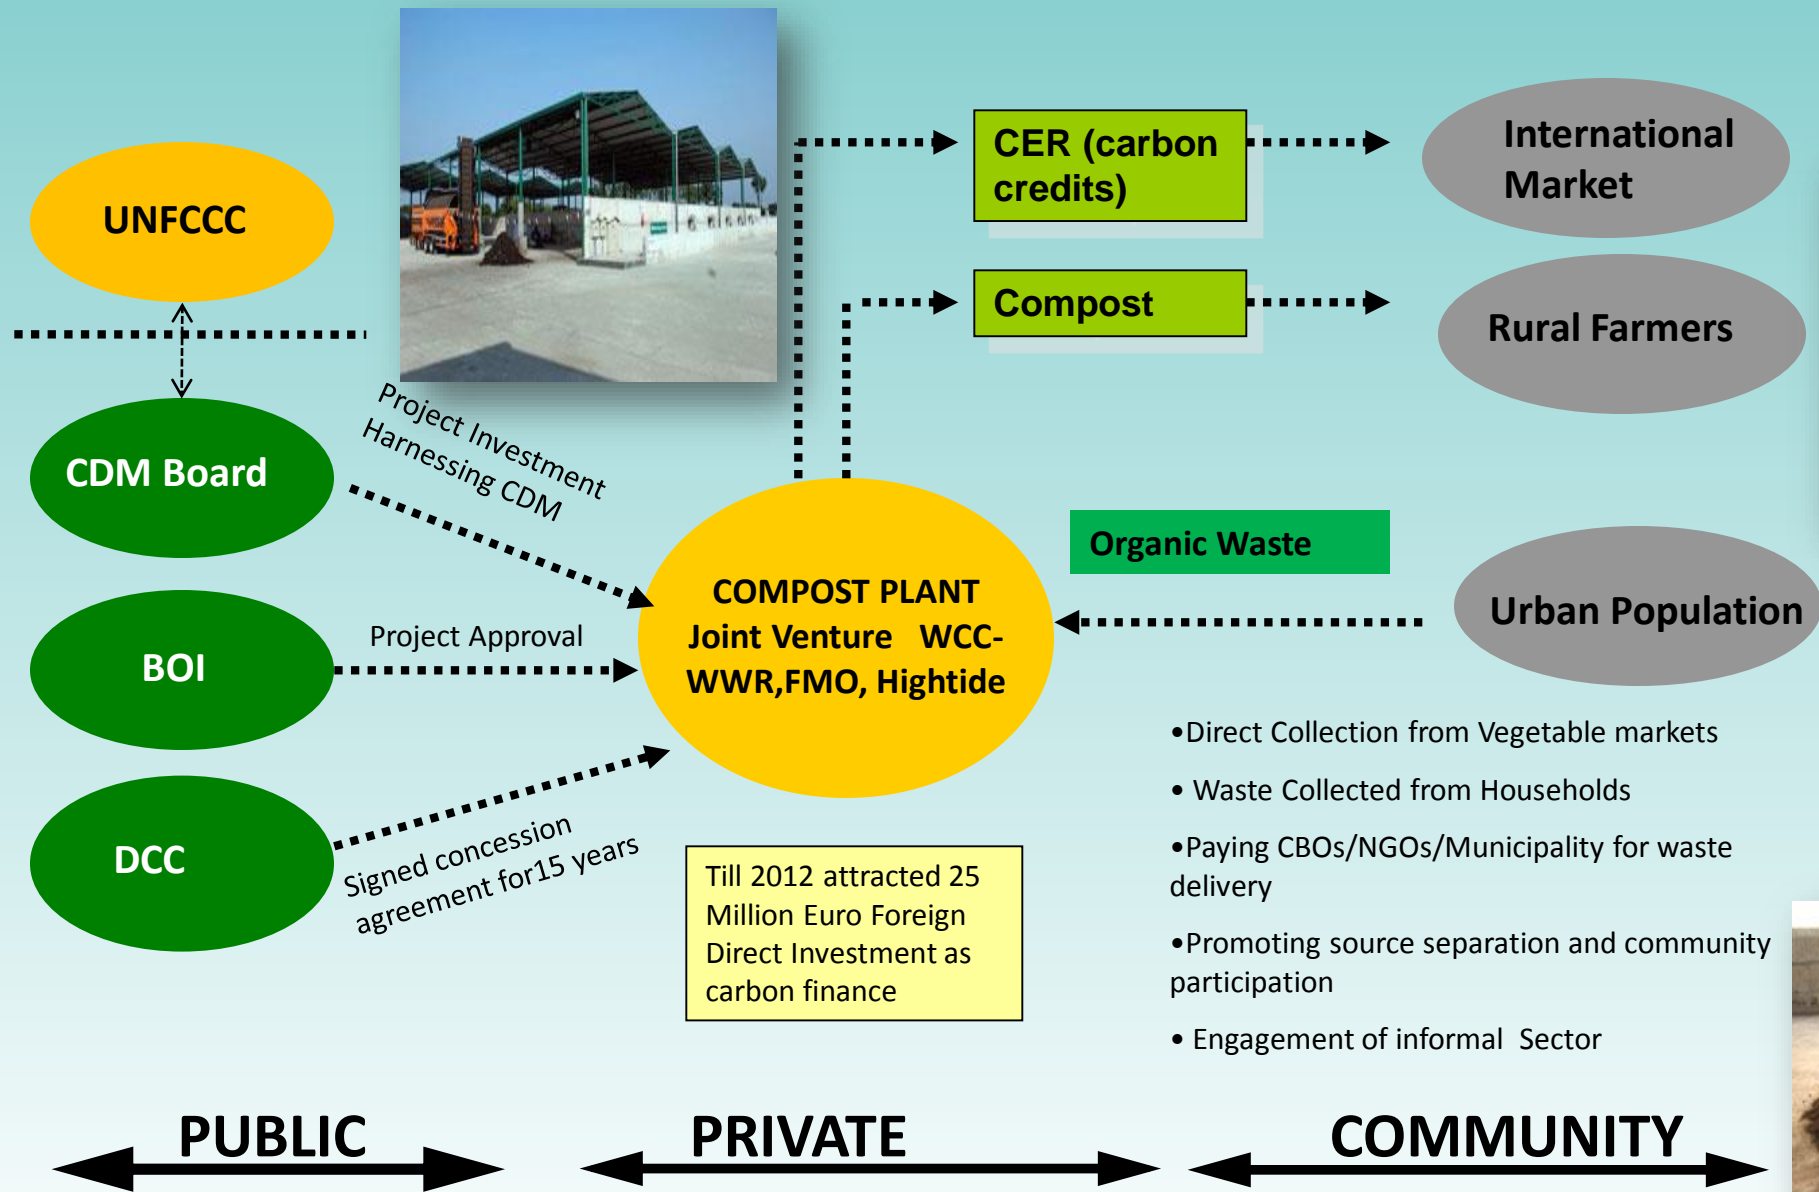 UNFCCC
CDM Board
BOI
DCC
Project Investment
Harnessing CDM
Project Approval
Signed concession
agreement for15 years
COMPOST PLANT
Joint Venture WCC-
WWR,FMO, Hightide
Till 2012 attracted 25
Million Euro Foreign
Direct Investment as
carbon finance
CER (carbon
credits)
Compost
International
Market
Rural Farmers
Organic Waste
Urban Population
•Direct Collection from Vegetable markets
• Waste Collected from Households
•Paying CBOs/NGOs/Municipality for waste
delivery
•Promoting source separation and community
participation
• Engagement of informal Sector
PUBLIC
PRIVATE
COMMUNITY